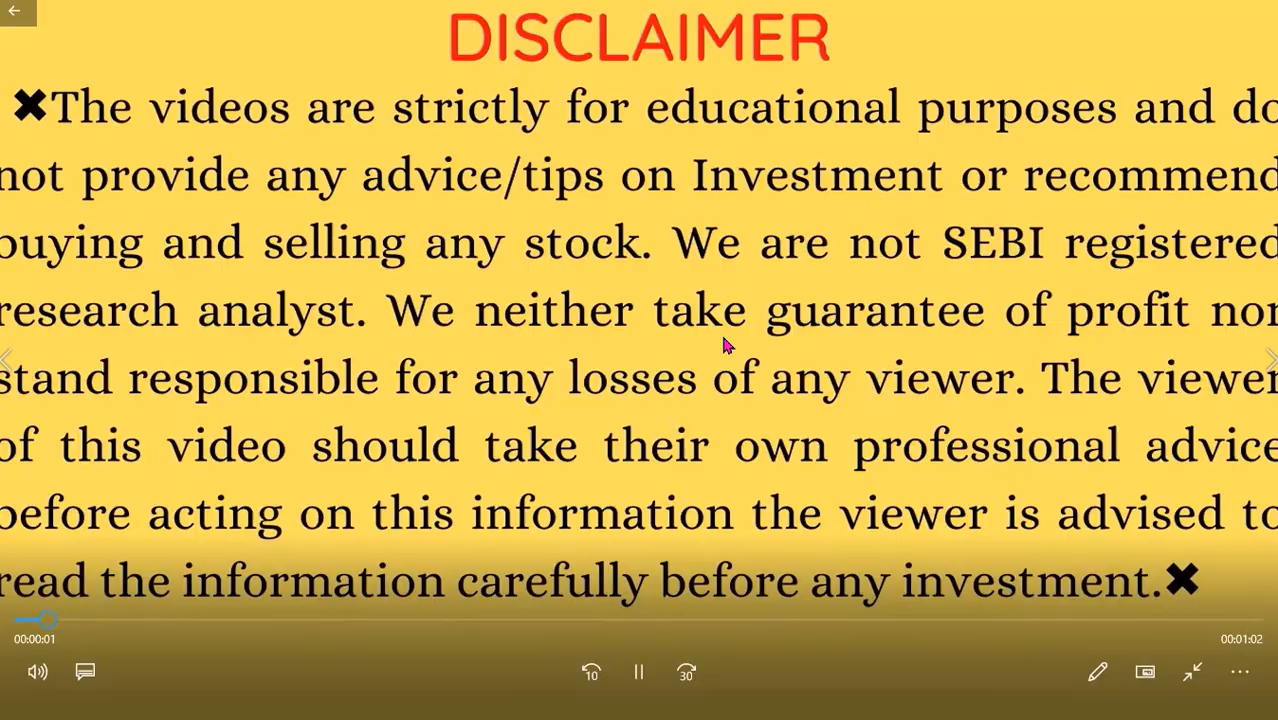 DISCLAIMER
✖The videos are strictly for educational purposes and do
not provide any advice/tips on Investment or recommend
buying and selling any stock. We are not SEBI registered
research analyst. We neither take guarantee of profit nor
stand responsible for any losses of any viewer. The viewer
of this video should take their own professional advice
before acting on this information the viewer is advised to
read the information carefully before any investment.✖
00:00:01
00:01:02
10
30